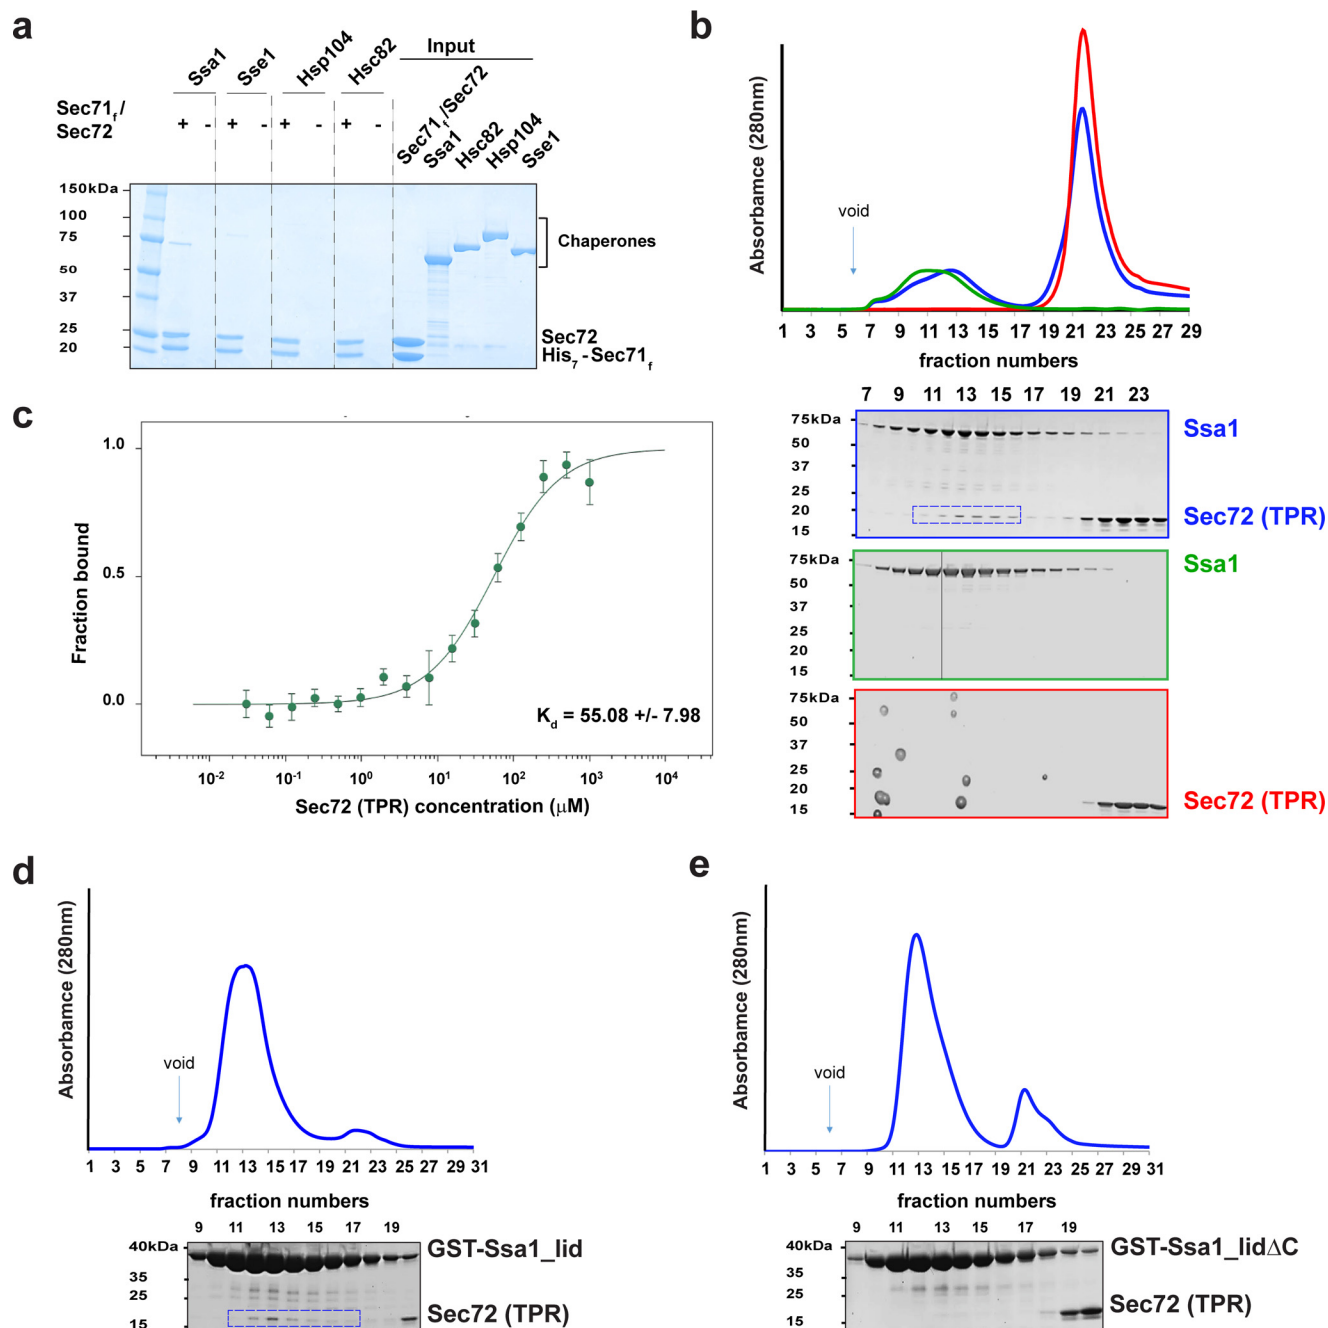 a
Ssa1
Sse1
Hsp104
Hsc82
Input
Sec71f/
Sec72
+ - + - + - + -
Sec71f/Sec72
Ssa1
Hsc82
Hsp104
Sse1
150kDa
100
75
50
37
25
20
Chaperones
Sec72
His7-Sec71f
b
Absorbamce (280nm)
void
1 3 5 7 9 11 13 15 17 19 21 23 25 27 29
fraction numbers
7 9 11 13 15 17 19 21 23
75kDa
50
37
25
20
15
Ssa1
Sec72 (TPR)
75kDa
50
37
25
20
15
Ssa1
75kDa
50
37
25
20
15
Sec72 (TPR)
c
Fraction bound
1.0
0.5
0.0
Kd = 55.08 +/- 7.98
10-2 10-1 100 101 102 103 104
Sec72 (TPR) concentration (μM)
d
Absorbamce (280nm)
void
1 3 5 7 9 11 13 15 17 19 21 23 25 27 29 31
fraction numbers
9 11 13 15 17 19
40kDa
35
25
15
GST-Ssa1_lid
Sec72 (TPR)
e
Absorbamce (280nm)
void
1 3 5 7 9 11 13 15 17 19 21 23 25 27 29 31
fraction numbers
9 11 13 15 17 19
40kDa
35
25
15
GST-Ssa1_lidΔC
Sec72 (TPR)